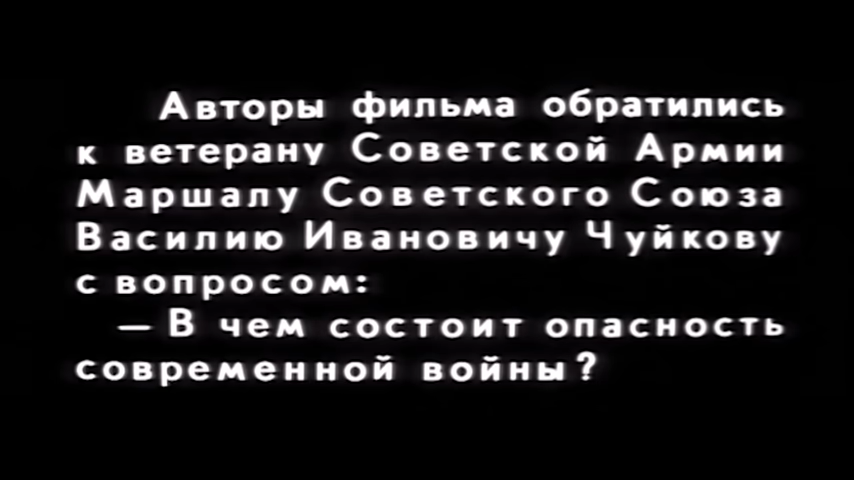 Авторы фильма обратились
к ветерану Советской Армии
Маршалу Советского Союза
Василию Ивановичу Чуйкову
с вопросом:
— В чем состоит опасность
современной войны?